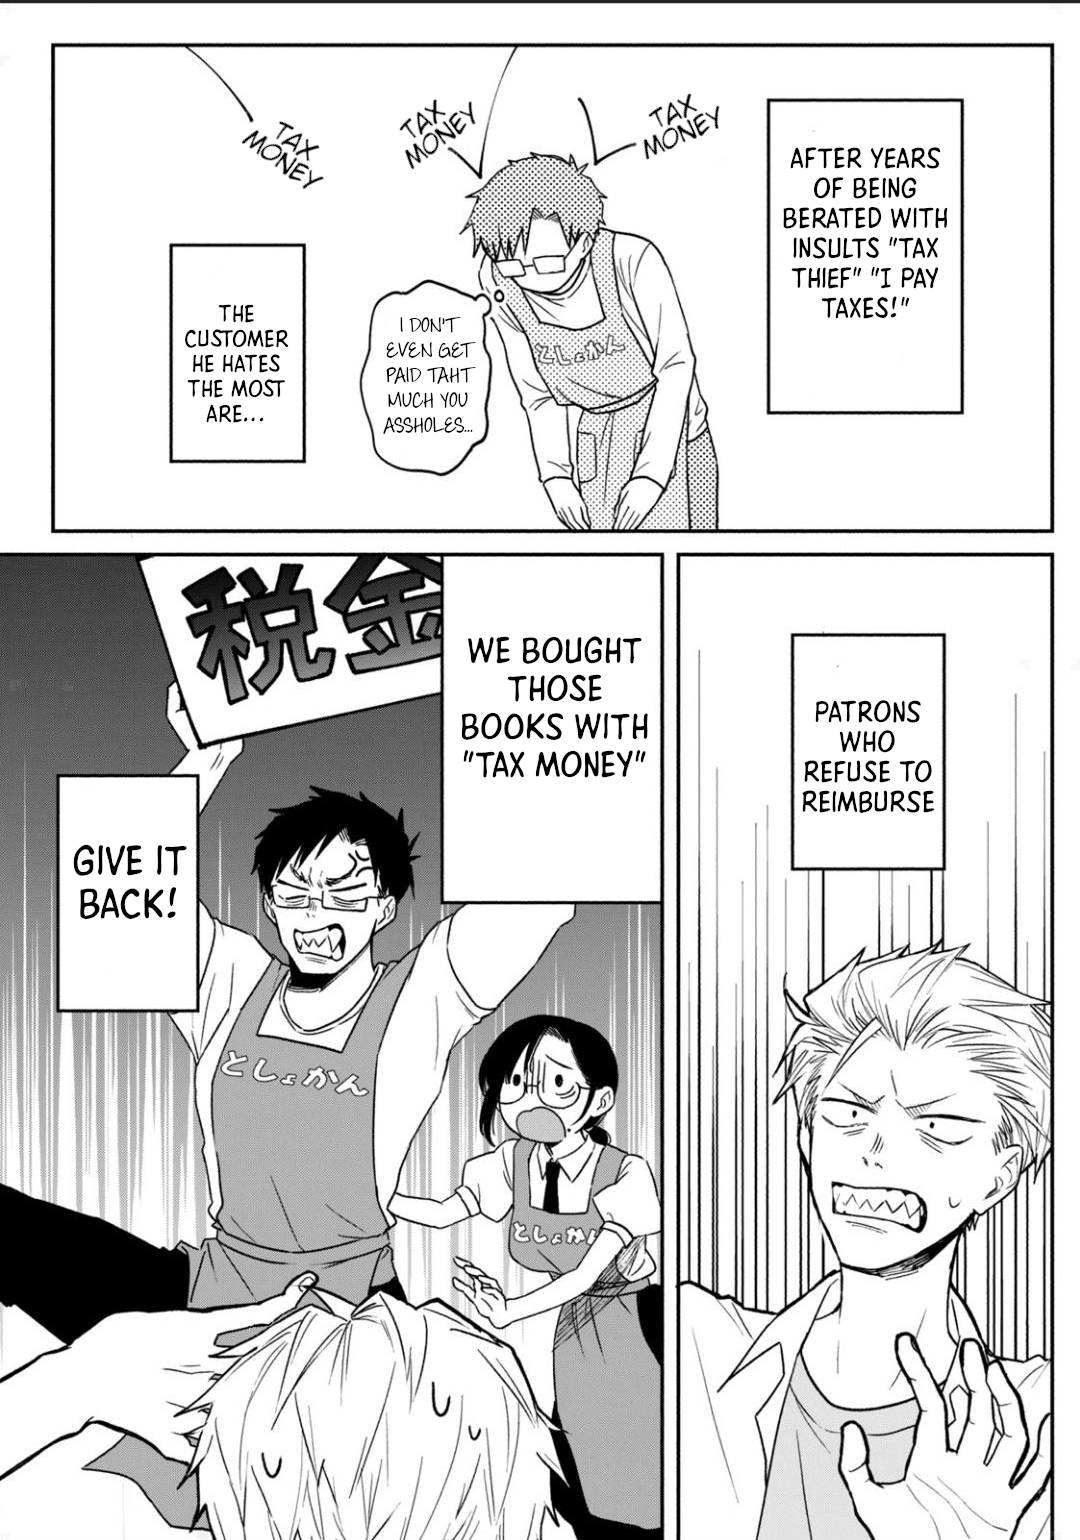 AFTER YEARS
OF BEING
BERATED WITH
INSULTS "TAX
THIEF" "I PAY
TAXES!"
TAX
MONEY
TAX
MONEY
TAX
MONEY
としょかん
I DON'T
EVEN GET
PAID TAHT
MUCH YOU
ASSHOLES...
THE
CUSTOMER
HE HATES
THE MOST
ARE...
PATRONS
WHO
REFUSE TO
REIMBURSE
WE BOUGHT
THOSE
BOOKS WITH
"TAX MONEY"
税金
GIVE IT
BACK!
としょかん
としょかん